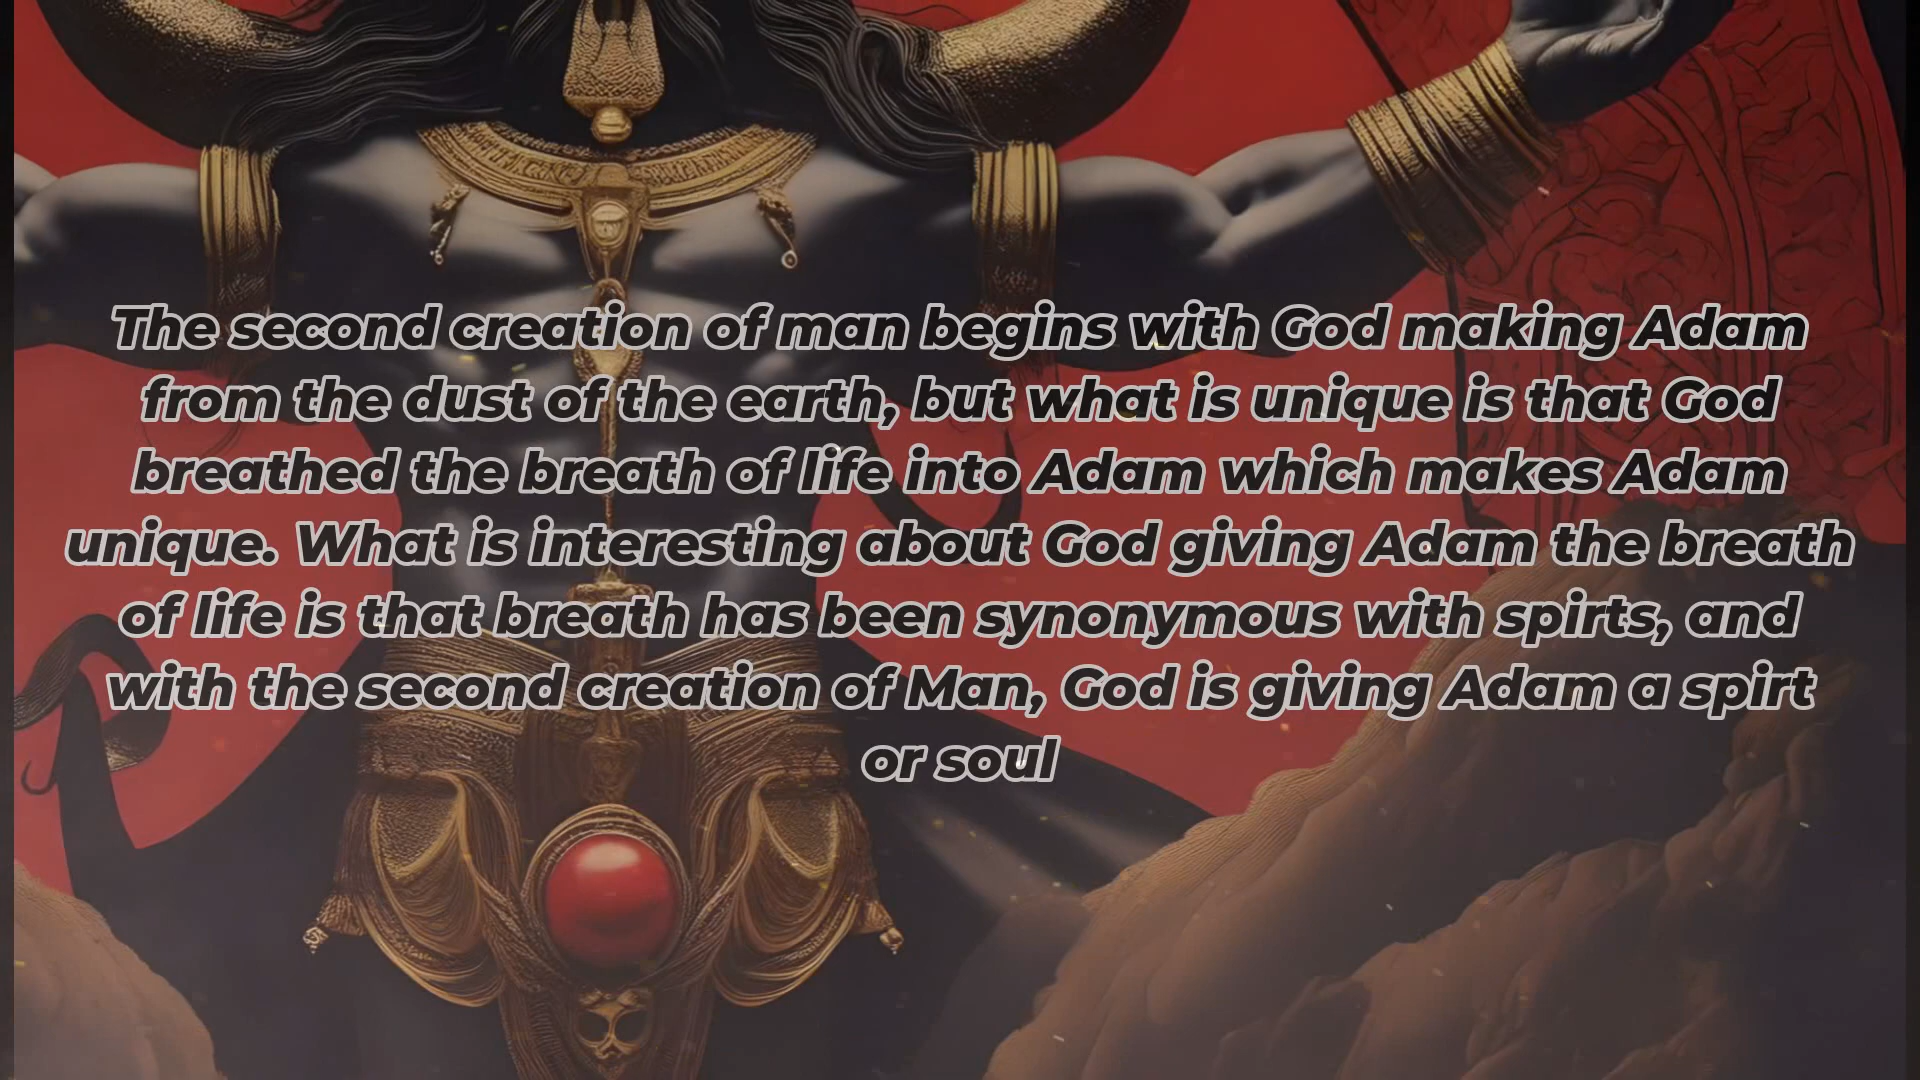 The second creation of man begins with God making Adam
from the dust of the earth, but what is unique is that God
breathed the breath of life into Adam which makes Adam
unique. What is interesting about God giving Adam the breath
of life is that breath has been synonymous with spirts, and
with the second creation of Man, God is giving Adam a spirt
or soul